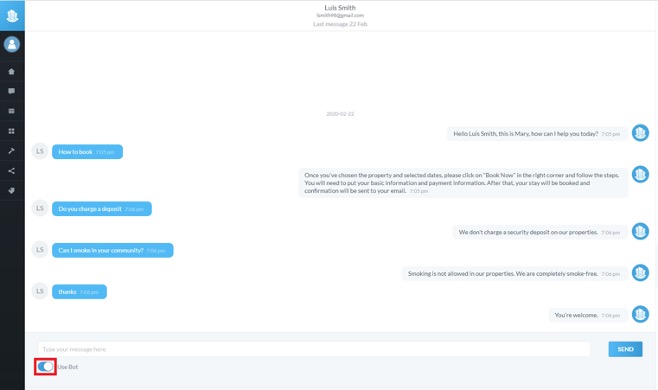 Luis Smith
lsmith98@gmail.com
Last message 22 Feb
2020-02-22
Hello Luis Smith, this is Mary, how can I help you today? 7:05 pm
LS
How to book 7:05 pm
Once you've chosen the property and selected dates, please click on "Book Now" in the right corner and follow the steps.
You will need to put your basic information and payment information. After that, your stay will be booked and
confirmation will be sent to your email. 7:05 pm
LS
Do you charge a deposit 7:06 pm
We don't charge a security deposit on our properties. 7:06 pm
LS
Can I smoke in your community? 7:06 pm
Smoking is not allowed in our properties. We are completely smoke-free. 7:06 pm
LS
thanks 7:06 pm
You're welcome. 7:06 pm
Type your message here
SEND
Use Bot